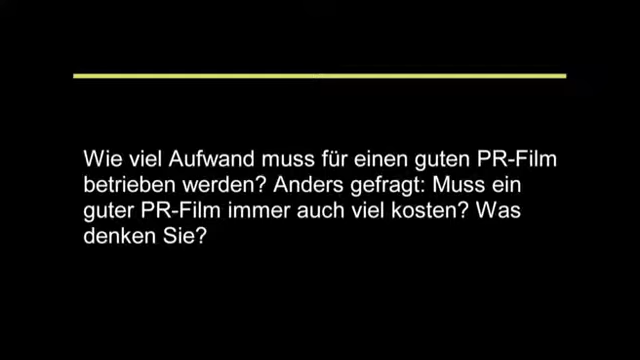 Wie viel Aufwand muss für einen guten PR-Film
betrieben werden? Anders gefragt: Muss ein
guter PR-Film immer auch viel kosten? Was
denken Sie?